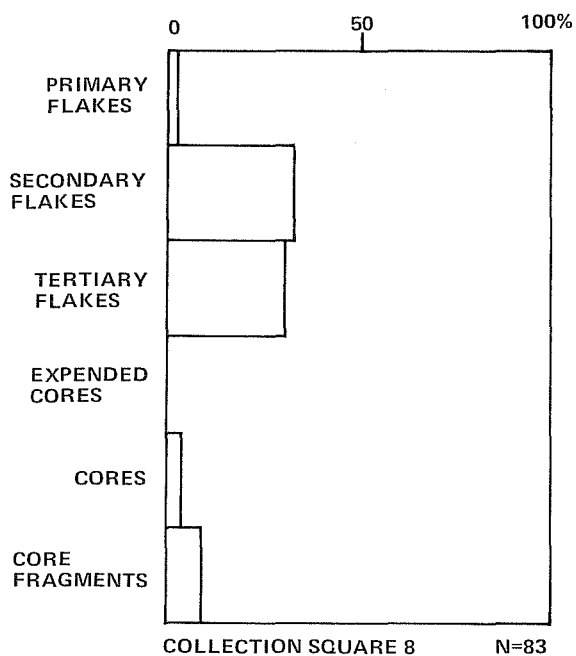 0 50 100%
PRIMARY
FLAKES
SECONDARY
FLAKES
TERTIARY
FLAKES
EXPENDED
CORES
CORES
CORE
FRAGMENTS
COLLECTION SQUARE 8 N=83